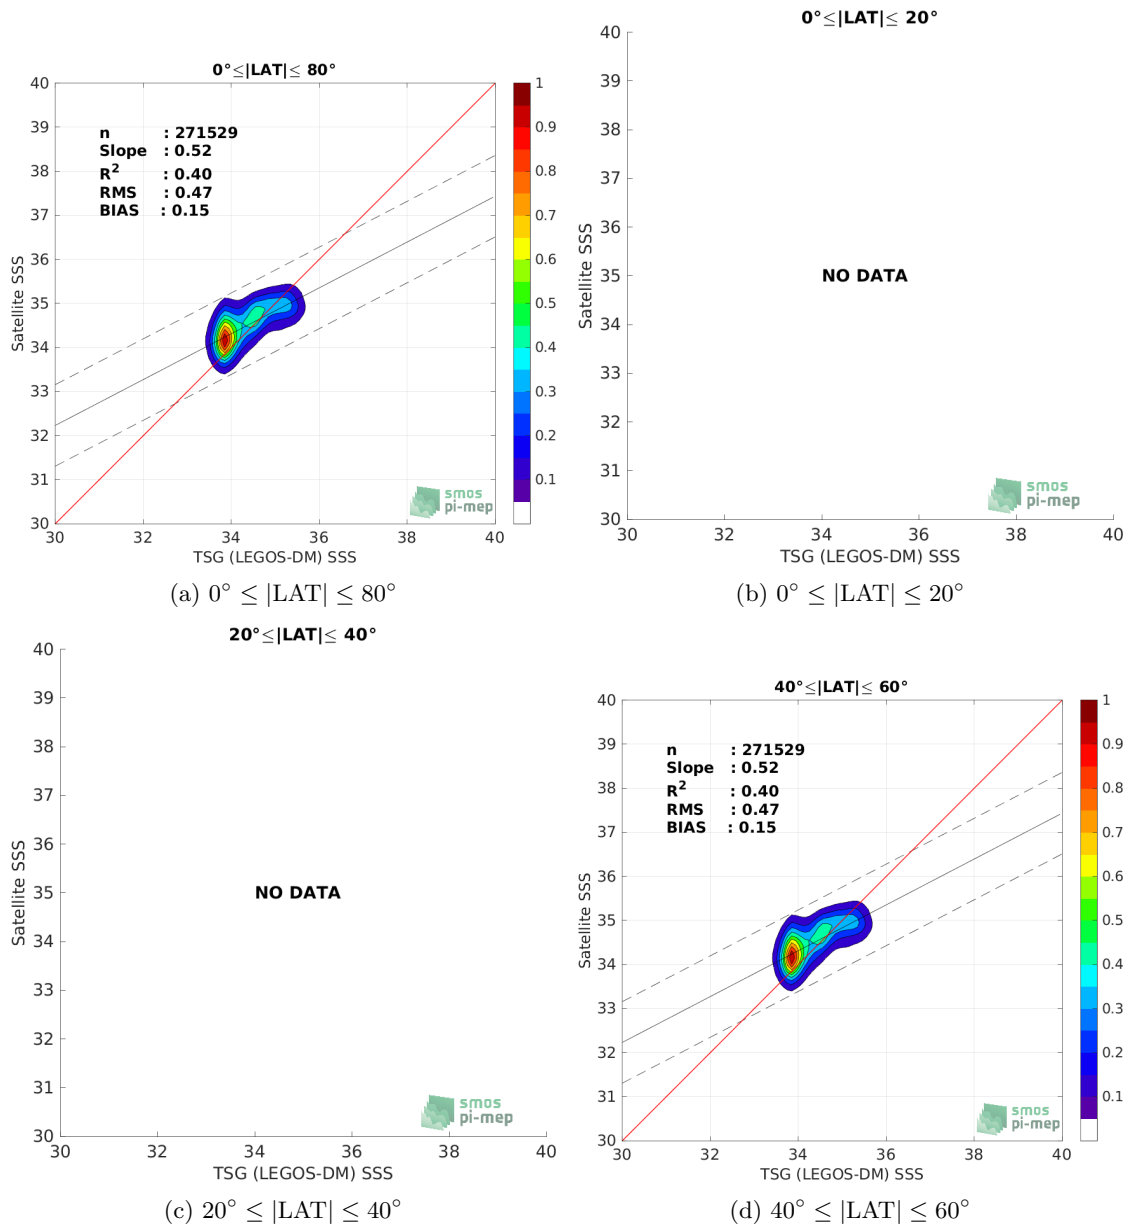 0°≤|LAT|≤ 80°
40
39
38
37
36
35
34
33
32
31
30
Satellite SSS
n : 271529
Slope : 0.52
R² : 0.40
RMS : 0.47
BIAS : 0.15
smos
pi-mep
30 32 34 36 38 40
TSG (LEGOS-DM) SSS
1
0.9
0.8
0.7
0.6
0.5
0.4
0.3
0.2
0.1
(a) 0° ≤ |LAT| ≤ 80°
0°≤|LAT|≤ 20°
40
39
38
37
36
35
34
33
32
31
30
Satellite SSS
NO DATA
smos
pi-mep
30 32 34 36 38 40
TSG (LEGOS-DM) SSS
(b) 0° ≤ |LAT| ≤ 20°
20°≤|LAT|≤ 40°
40
39
38
37
36
35
34
33
32
31
30
Satellite SSS
NO DATA
smos
pi-mep
30 32 34 36 38 40
TSG (LEGOS-DM) SSS
(c) 20° ≤ |LAT| ≤ 40°
40°≤|LAT|≤ 60°
40
39
38
37
36
35
34
33
32
31
30
Satellite SSS
n : 271529
Slope : 0.52
R² : 0.40
RMS : 0.47
BIAS : 0.15
smos
pi-mep
30 32 34 36 38 40
TSG (LEGOS-DM) SSS
1
0.9
0.8
0.7
0.6
0.5
0.4
0.3
0.2
0.1
(d) 40° ≤ |LAT| ≤ 60°